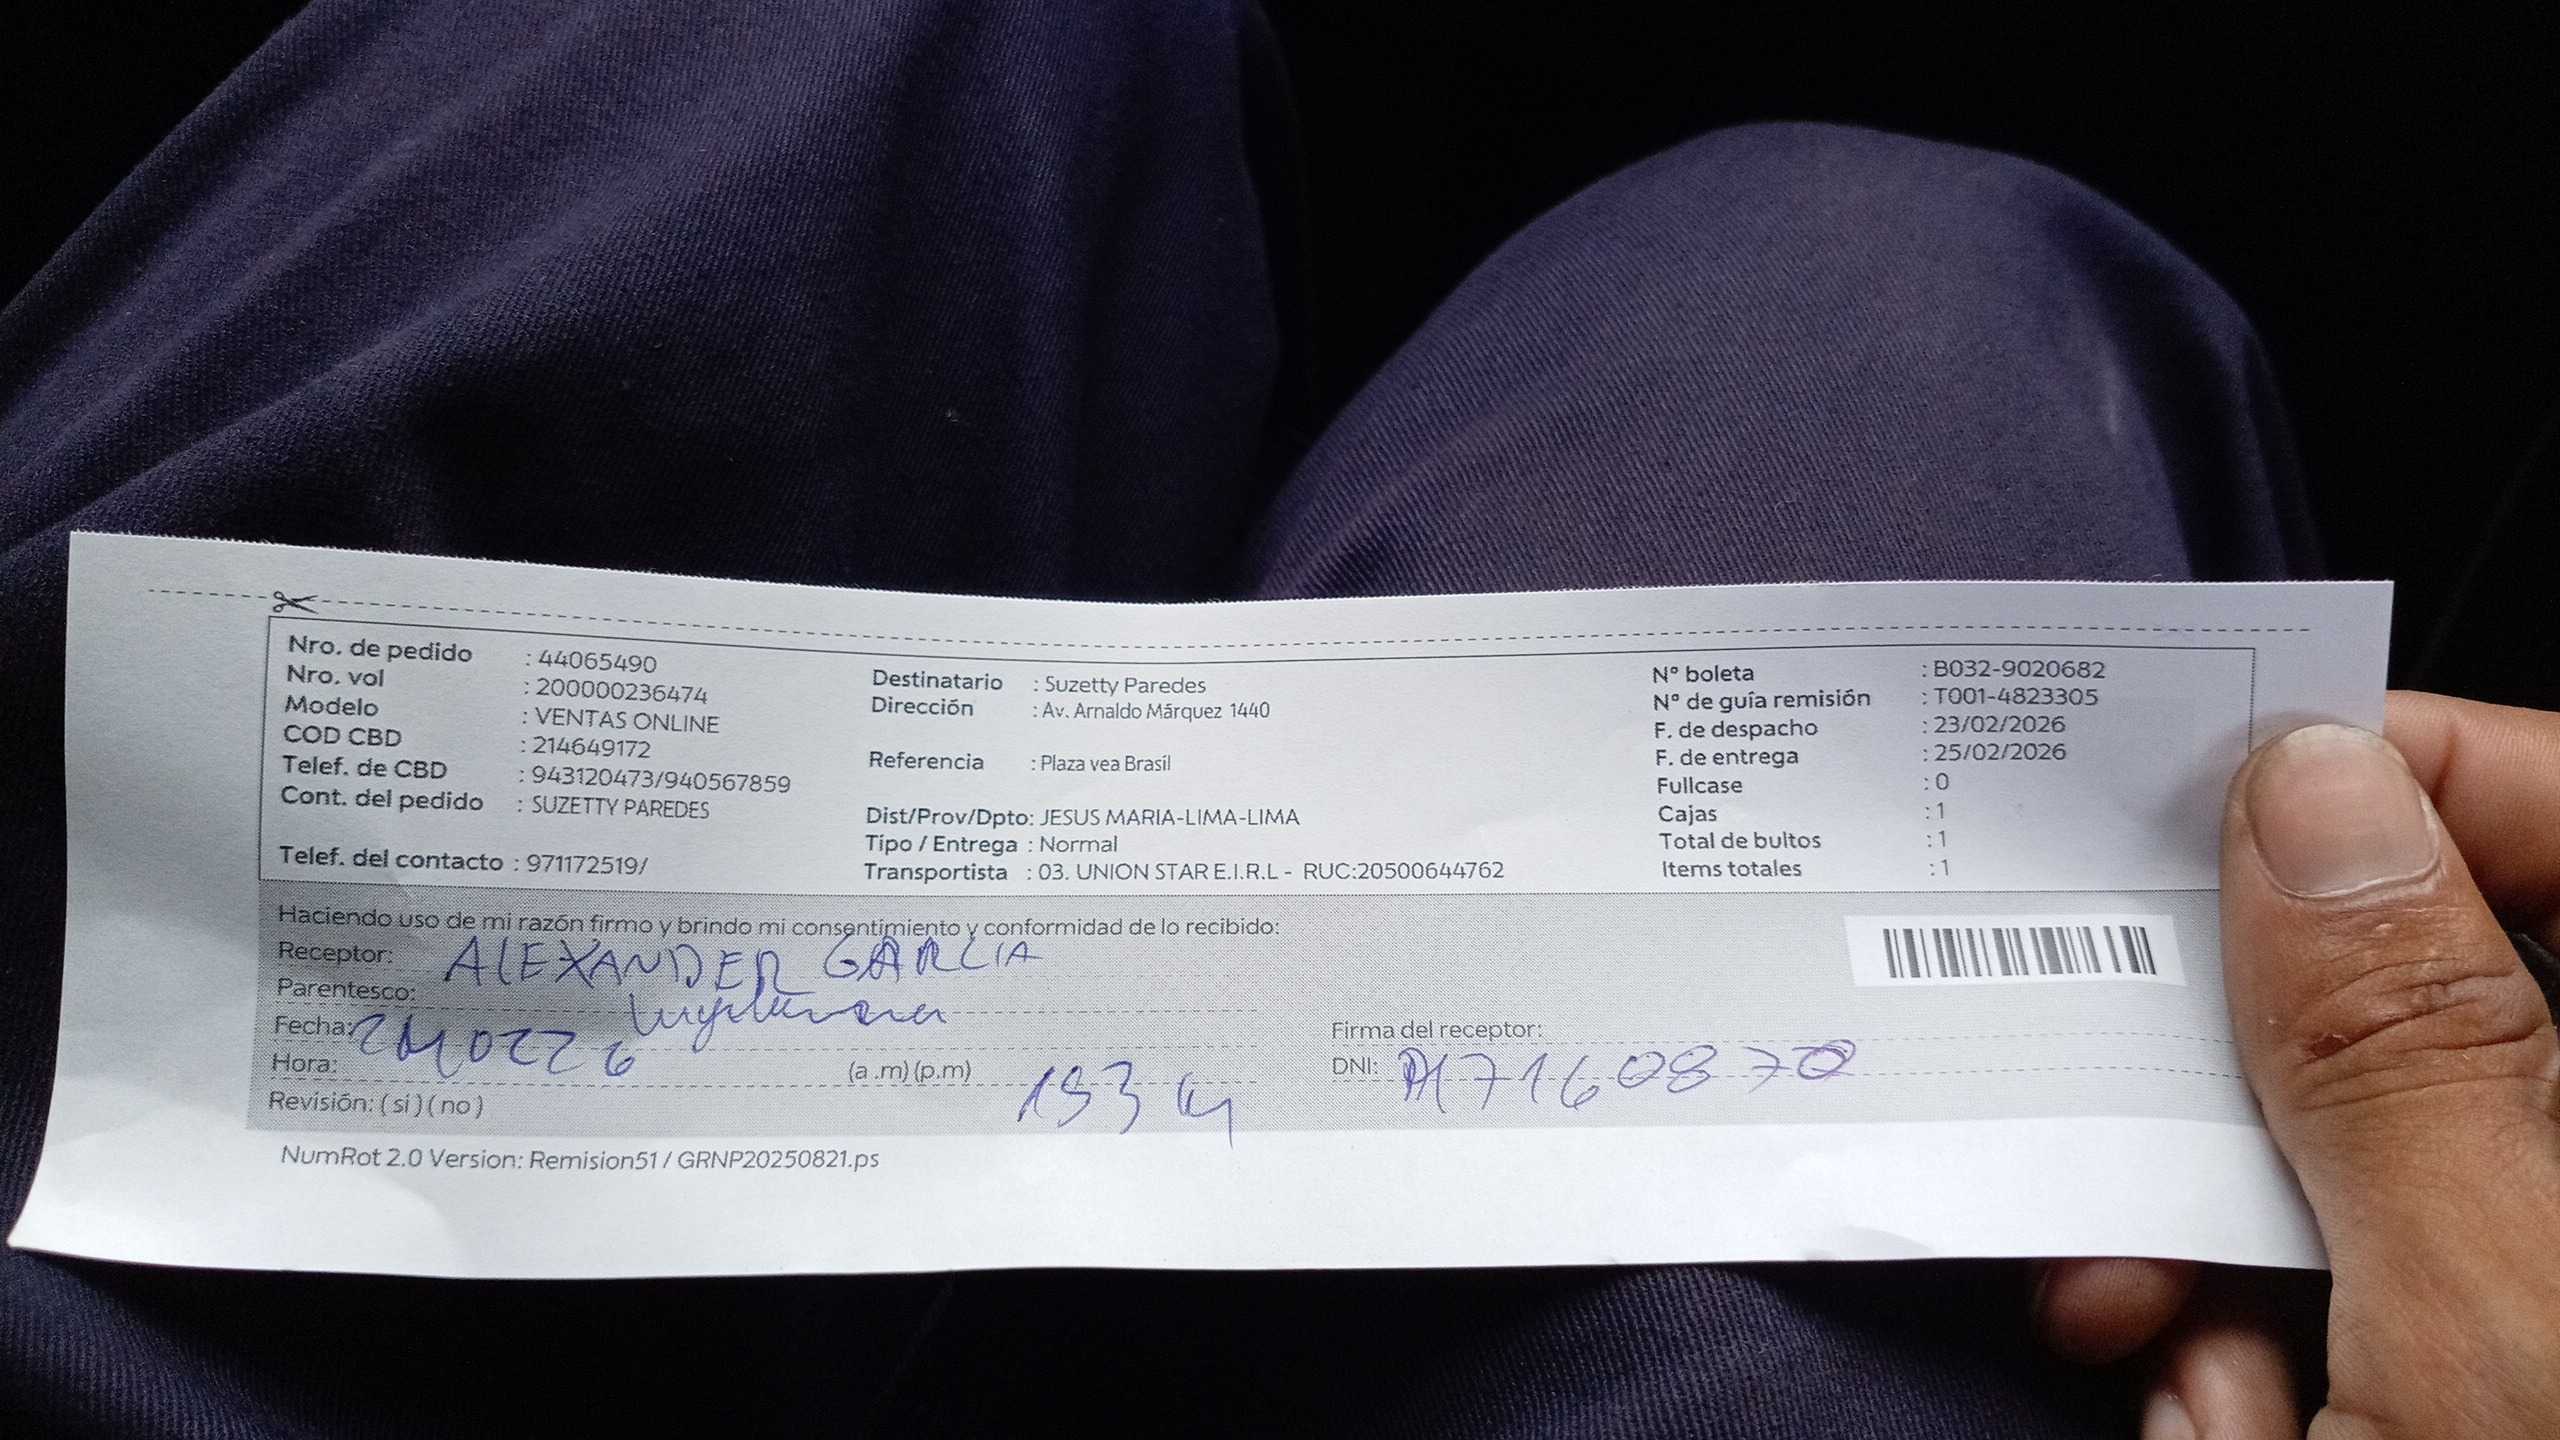 Nro. de pedido : 44065490
Nro. vol : 200000236474
Modelo : VENTAS ONLINE
COD CBD : 214649172
Telef. de CBD : 943120473/940567859
Cont. del pedido : SUZETTY PAREDES
Telef. del contacto : 971172519/
Destinatario : Suzetty Paredes
Dirección : Av. Arnaldo Márquez 1440
Referencia : Plaza vea Brasil
Dist/Prov/Dpto: JESUS MARIA-LIMA-LIMA
Tipo / Entrega : Normal
Transportista : 03. UNION STAR E.I.R.L - RUC:20500644762
Nº boleta : B032-9020682
Nº de guía remisión : T001-4823305
F. de despacho : 23/02/2026
F. de entrega : 25/02/2026
Fullcase : 0
Cajas : 1
Total de bultos : 1
Items totales : 1
Haciendo uso de mi razón firmo y brindo mi consentimiento y conformidad de lo recibido:
Receptor: ALEXANDER GARCIA
Parentesco:
Fecha:
Hora: (a .m) (p.m)
Revisión: ( si ) ( no )
Firma del receptor:
DNI:
NumRot 2.0 Version: Remision51 / GRNP20250821.ps